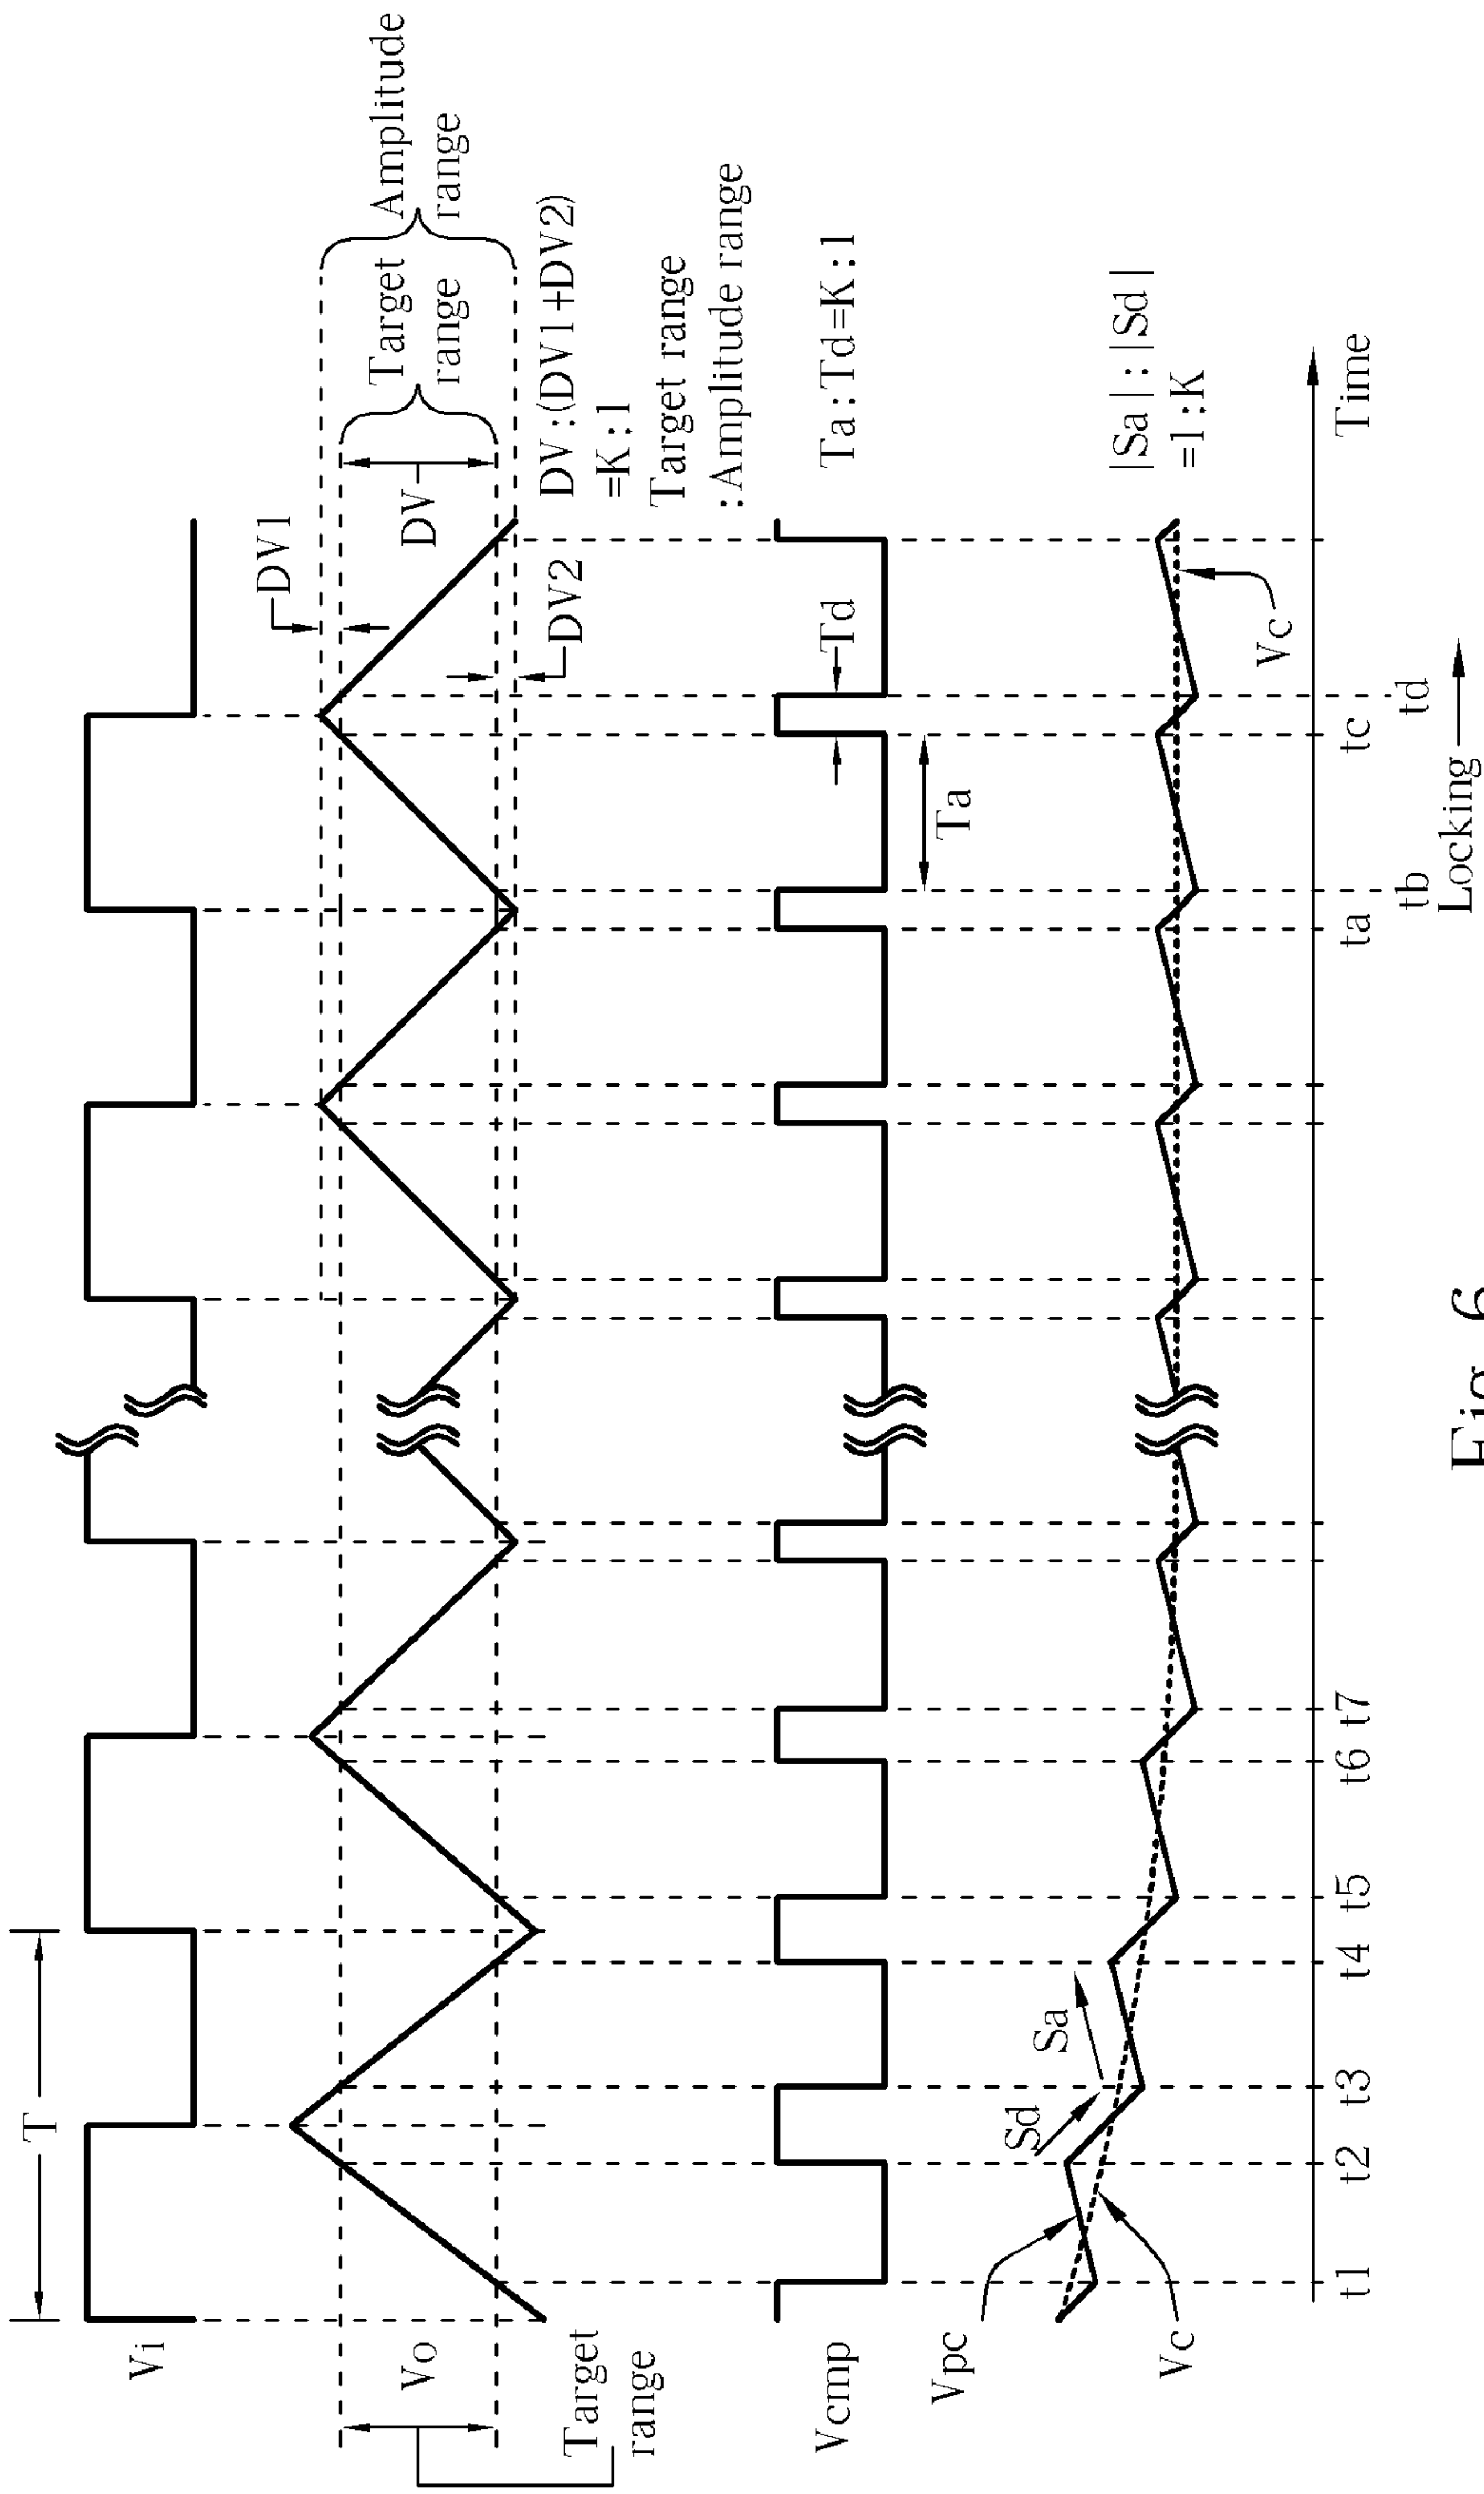 T
Vi
DV1
Amplitude
range
Target
range
Vo
DV
DV:(DV1+DV2)
=K:1
Target range
:Amplitude range
DV2
Target
range
Vcmp
Td
Ta:Td=K:1
Ta
Vpc
Sd
Sa
|Sa|:|Sd|
=1:K
Vc
Vc
Time
t1
t2
t3
t4
t5
t6
t7
ta
tb
tc
td
Locking
Fig. 6